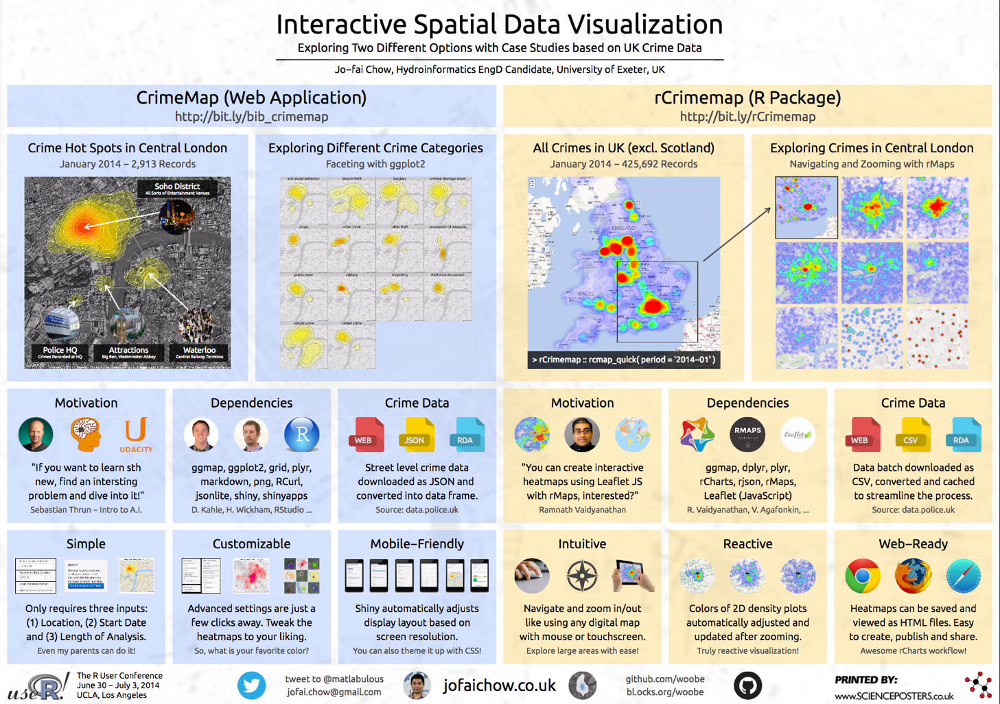 Interactive Spatial Data Visualization
Exploring Two Different Options with Case Studies based on UK Crime Data
Jo-fai Chow, Hydroinformatics EngD Candidate, University of Exeter, UK
CrimeMap (Web Application)
http://bit.ly/bib_crimemap
rCrimemap (R Package)
http://bit.ly/rCrimemap
Crime Hot Spots in Central London
January 2014 – 2,913 Records
Soho District
All Sorts of Entertainment Venues
Police HQ
Crimes Recorded at HQ
Attractions
Big Ben, Westminster Abbey
Waterloo
Central Railway Terminus
Exploring Different Crime Categories
Faceting with ggplot2
anti-social-behaviour
bicycle-theft
burglary
criminal-damage-arson
drugs
other-crime
other-theft
possession-of-weapons
public-order
robbery
shoplifting
theft-from-the-person
vehicle-crime
violent-crime
All Crimes in UK (excl. Scotland)
January 2014 – 425,692 Records
ENGLAND
WALES
> rCrimemap :: rcmap_quick( period = '2014–01' )
Exploring Crimes in Central London
Navigating and Zooming with rMaps
Motivation
UDACITY
"If you want to learn sth
new, find an intersting
problem and dive into it!"
Sebastian Thrun – Intro to A.I.
Dependencies
R
ggmap, ggplot2, grid, plyr,
markdown, png, RCurl,
jsonlite, shiny, shinyapps
D. Kahle, H. Wickham, RStudio ...
Crime Data
WEB
JSON
RDA
Street level crime data
downloaded as JSON and
converted into data frame.
Source: data.police.uk
Motivation
"You can create interactive
heatmaps using Leaflet JS
with rMaps, interested?"
Ramnath Vaidyanathan
Dependencies
RMAPS
Leaflet
ggmap, dplyr, plyr,
rCharts, rjson, rMaps,
Leaflet (JavaScript)
R. Vaidyanathan, V. Agafonkin, ...
Crime Data
WEB
CSV
RDA
Data batch downloaded as
CSV, converted and cached
to streamline the process.
Source: data.police.uk
Simple
Only requires three inputs:
(1) Location, (2) Start Date
and (3) Length of Analysis.
Even my parents can do it!
Customizable
Advanced settings are just a
few clicks away. Tweak the
heatmaps to your liking.
So, what is your favorite color?
Mobile–Friendly
Shiny automatically adjusts
display layout based on
screen resolution.
You can also theme it up with CSS!
Intuitive
Navigate and zoom in/out
like using any digital map
with mouse or touchscreen.
Explore large areas with ease!
Reactive
Colors of 2D density plots
automatically adjusted and
updated after zooming.
Truly reactive visualization!
Web–Ready
Heatmaps can be saved and
viewed as HTML files. Easy
to create, publish and share.
Awesome rCharts workflow!
useR!
The R User Conference
June 30 – July 3, 2014
UCLA, Los Angeles
tweet to @matlabulous
jofai.chow@gmail.com
jofaichow.co.uk
github.com/woobe
bl.ocks.org/woobe
PRINTED BY:
www.SCIENCEPOSTERS.co.uk